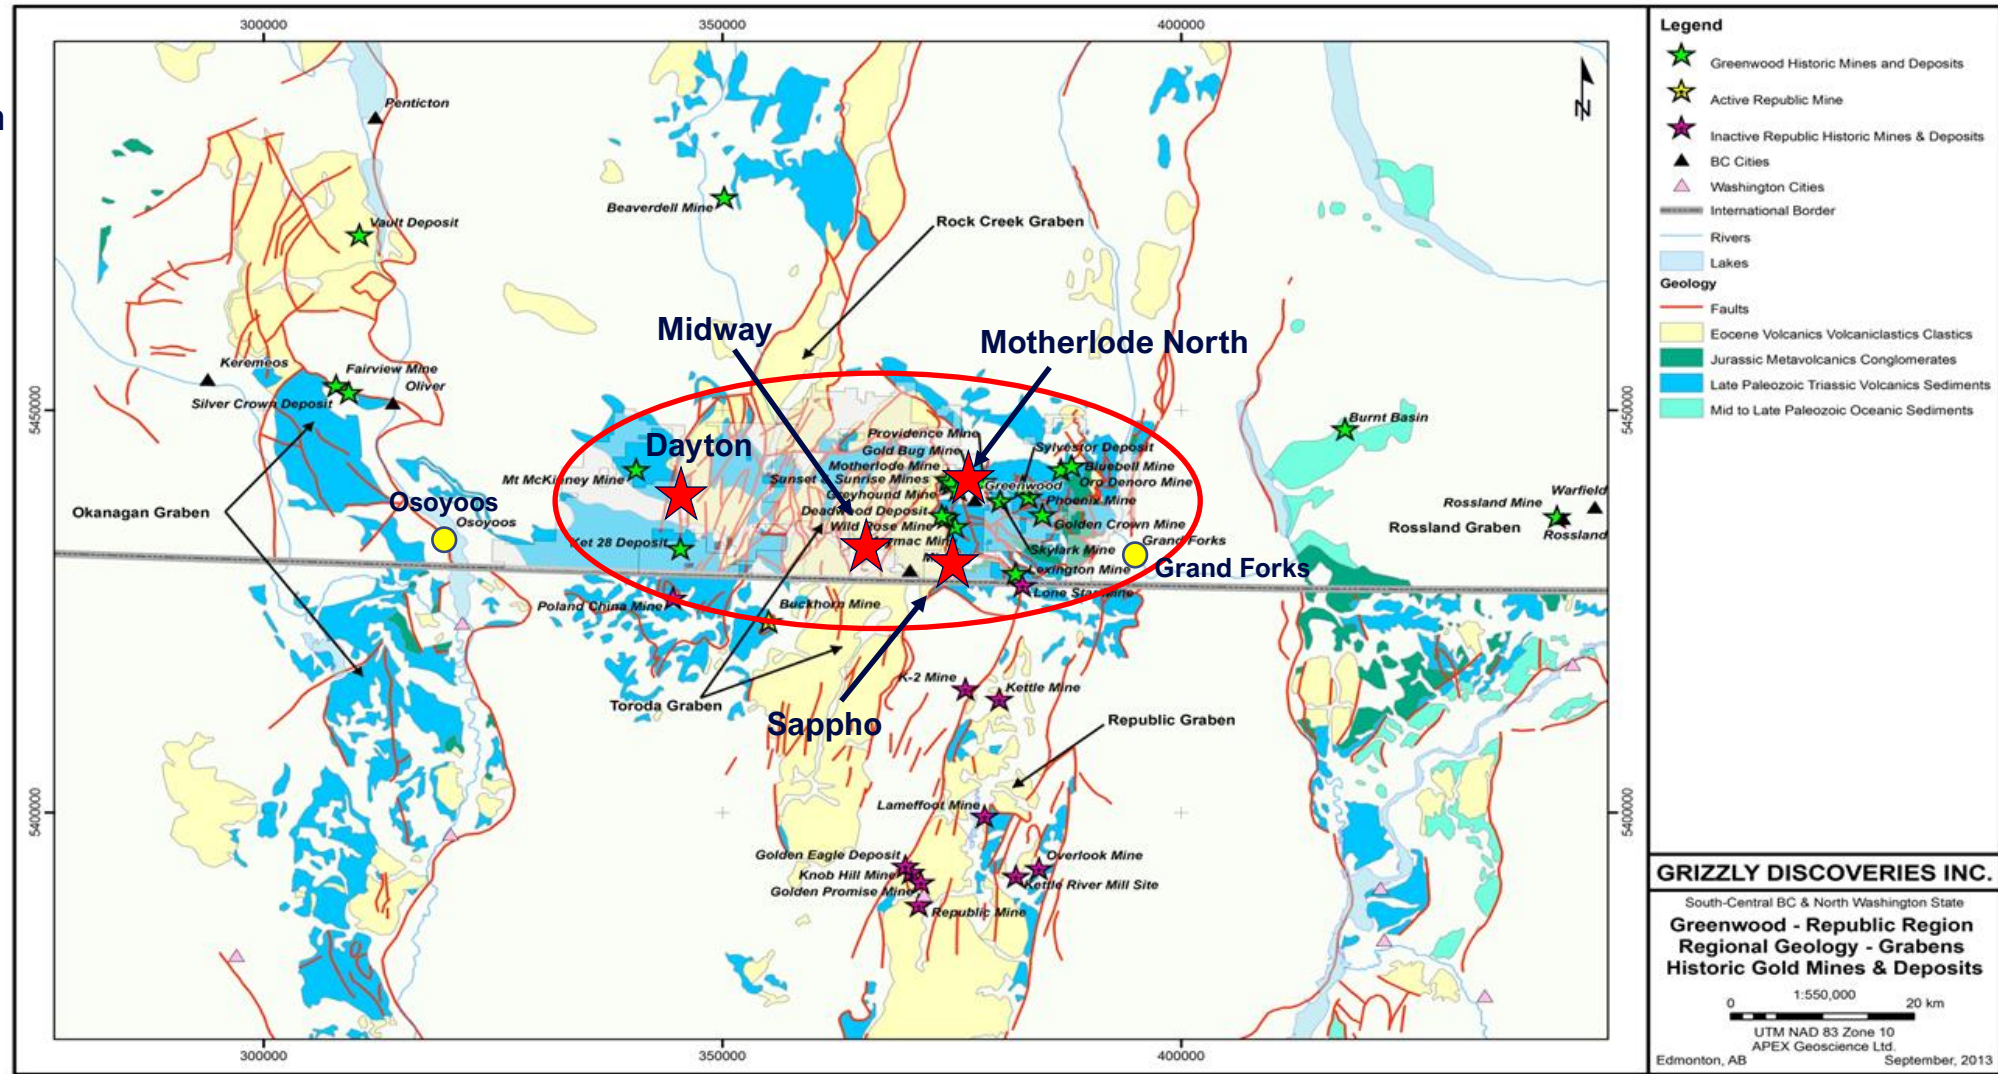 n
300000
350000
400000
Penticton
Vault Deposit
Beaverdell Mine
Rock Creek Graben
Midway
Motherlode North
Keremeos
Fairview Mine
Oliver
Silver Crown Deposit
5450000
5450000
Burnt Basin
Providence Mine
Gold Bug Mine
Sylvestor Deposit
Dayton
Motherlode Mine
Bluebell Mine
Mt McKinney Mine
Sunset & Sunrise Mines
Greenwood
Oro Denoro Mine
Greyhound Mine
Phoenix Mine
Rossland Mine
Warfield
Okanagan Graben
Osoyoos
Osoyoos
Deadwood Deposit
Golden Crown Mine
Rossland Graben
Rossland
Wild Rose Mine
Ket 28 Deposit
Skylark Mine
Grand Forks
Grand Forks
Lexington Mine
Lone Star Mine
Poland China Mine
Buckhorn Mine
K-2 Mine
Kettle Mine
Toroda Graben
Sappho
Republic Graben
Lameffoot Mine
5400000
5400000
Golden Eagle Deposit
Overlook Mine
Knob Hill Mine
Kettle River Mill Site
Golden Promise Mine
Republic Mine
300000
350000
400000
N
Legend
Greenwood Historic Mines and Deposits
Active Republic Mine
Inactive Republic Historic Mines & Deposits
BC Cities
Washington Cities
International Border
Rivers
Lakes
Geology
Faults
Eocene Volcanics Volcaniclastics Clastics
Jurassic Metavolcanics Conglomerates
Late Paleozoic Triassic Volcanics Sediments
Mid to Late Paleozoic Oceanic Sediments
GRIZZLY DISCOVERIES INC.
South-Central BC & North Washington State
Greenwood - Republic Region
Regional Geology - Grabens
Historic Gold Mines & Deposits
1:550,000
0 20 km
UTM NAD 83 Zone 10
APEX Geoscience Ltd.
Edmonton, AB September, 2013